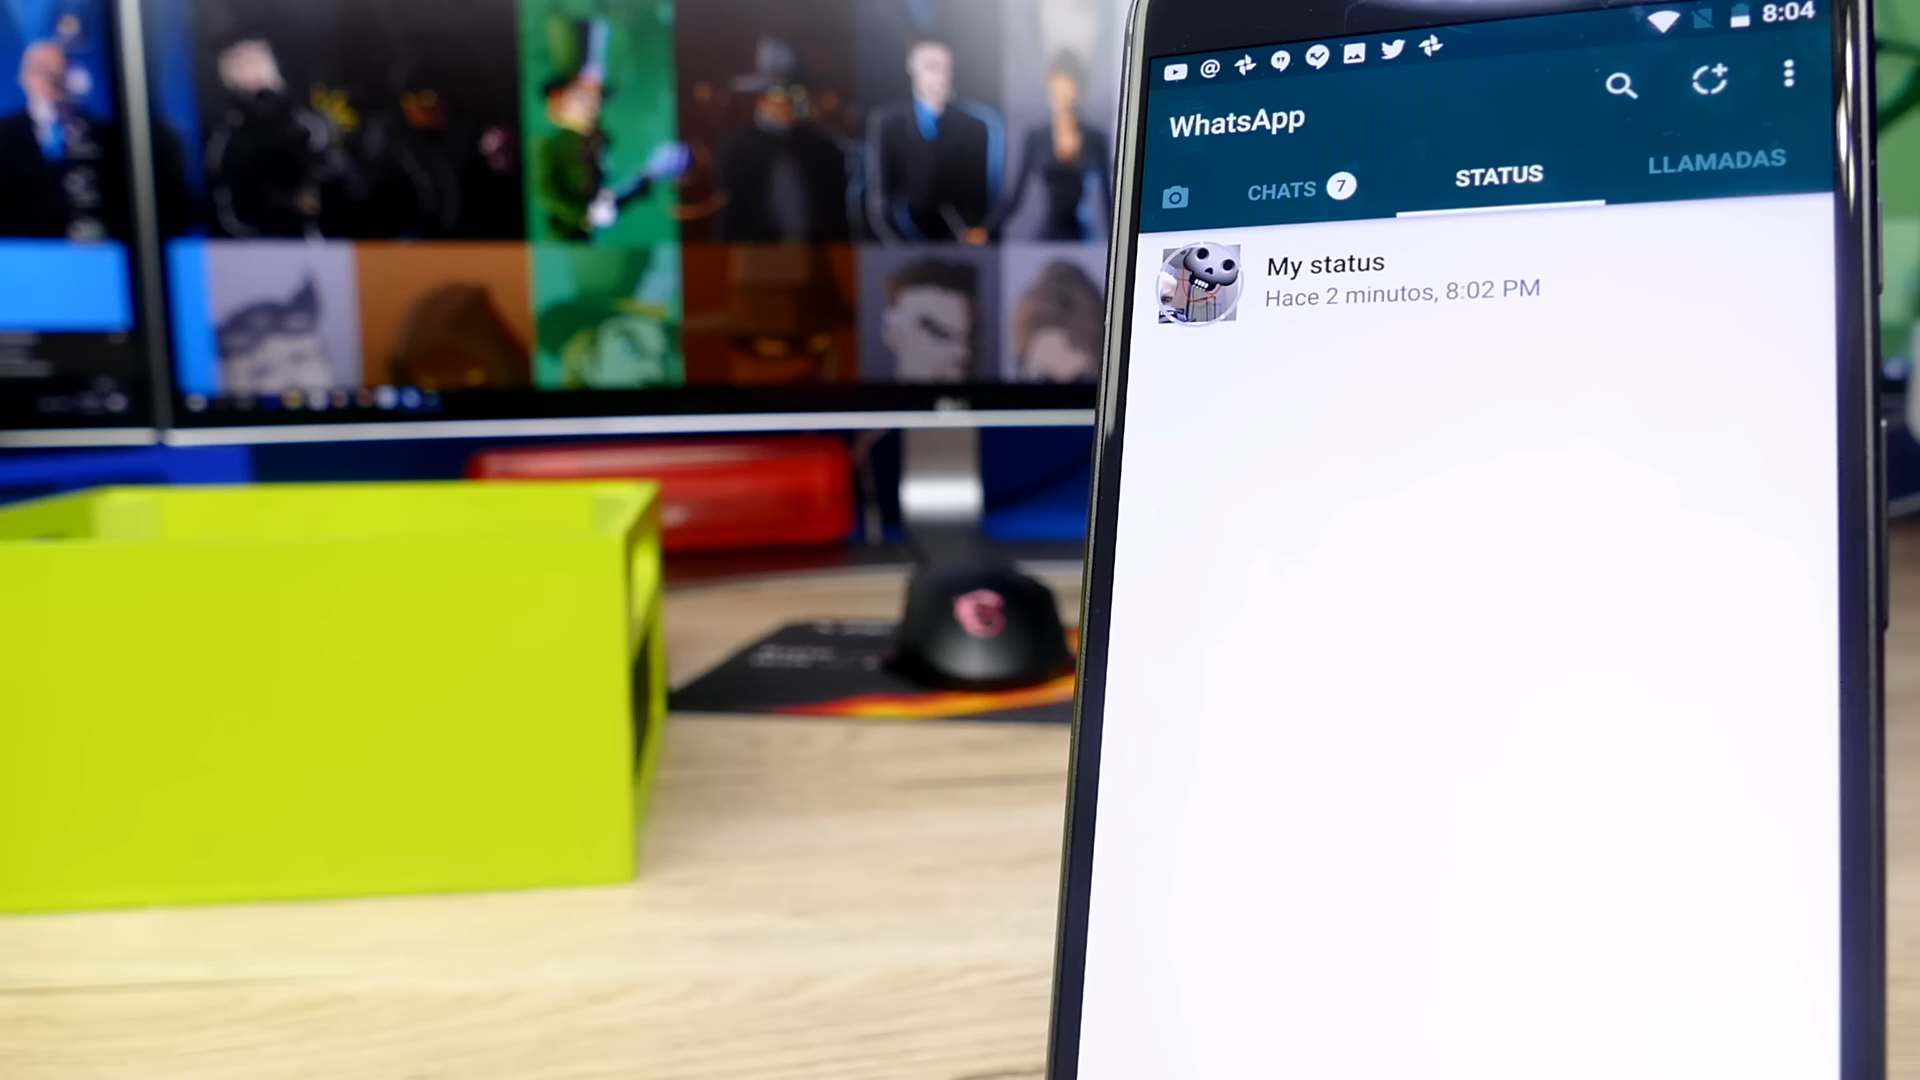 8:04
WhatsApp
CHATS 7 STATUS LLAMADAS
My status
Hace 2 minutos, 8:02 PM